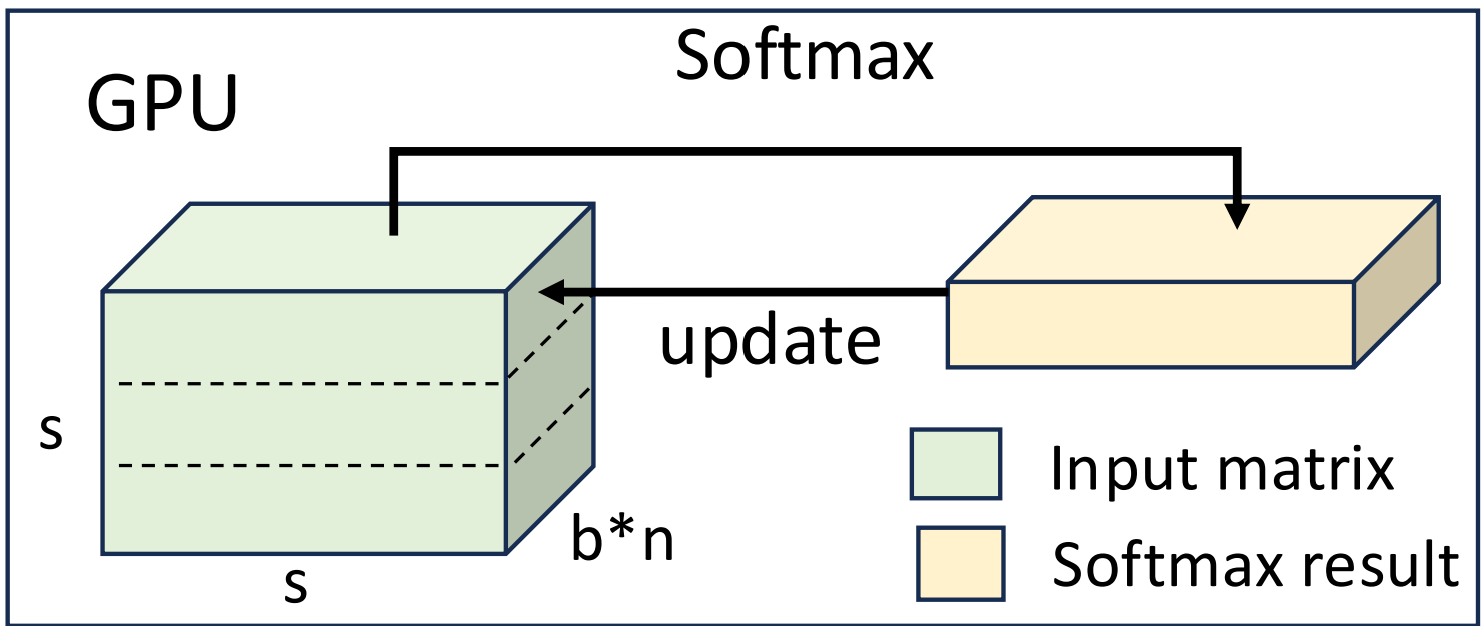 Softmax
GPU
update
s
b*n
s
Input matrix
Softmax result